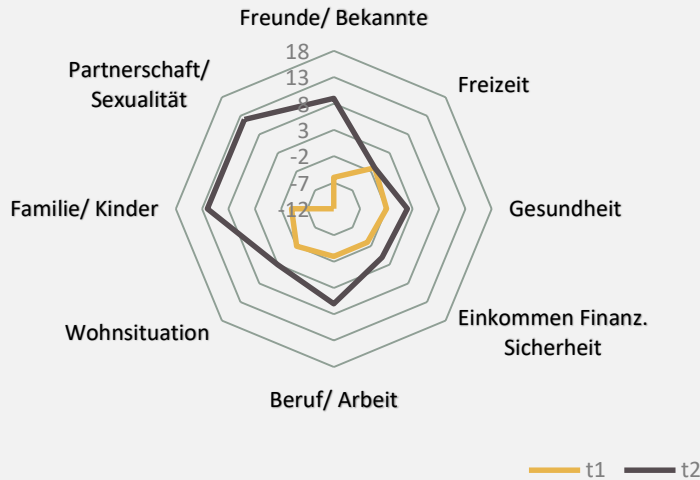 Freunde/ Bekannte
18
13
8
3
-2
-7
-12
Partnerschaft/
Sexualität
Freizeit
Familie/ Kinder
Gesundheit
Wohnsituation
Einkommen Finanz.
Sicherheit
Beruf/ Arbeit
t1
t2